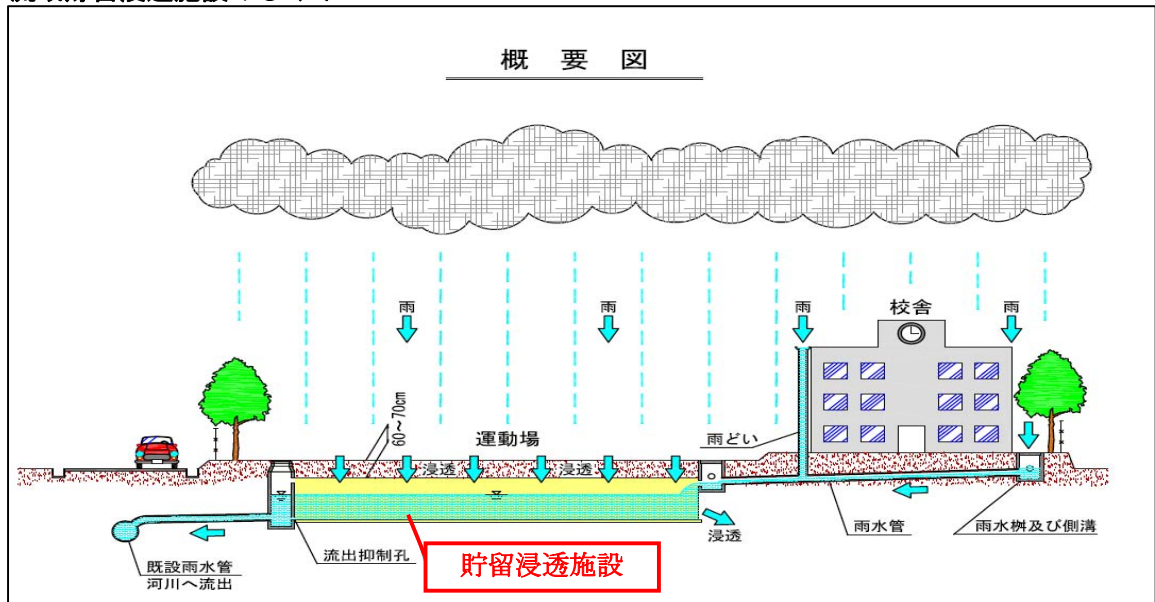 概 要 図
雨
雨
雨
校舎
雨
60~70㎝
運動場
雨どい
浸透
浸透
浸透
雨水管
雨水桝及び側溝
流出抑制孔
貯留浸透施設
既設雨水管
河川へ流出